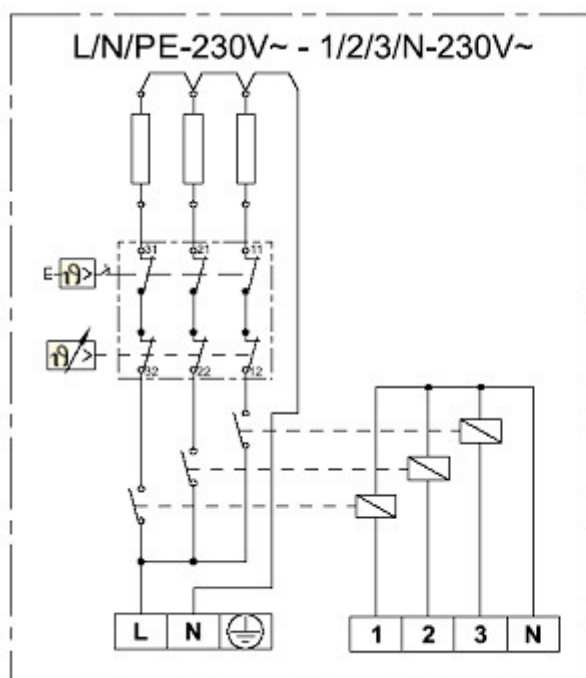 L/N/PE-230V~ - 1/2/3/N-230V~
31 21 11
E ϑ>
ϑ>
32 22 12
L N
1 2 3 N